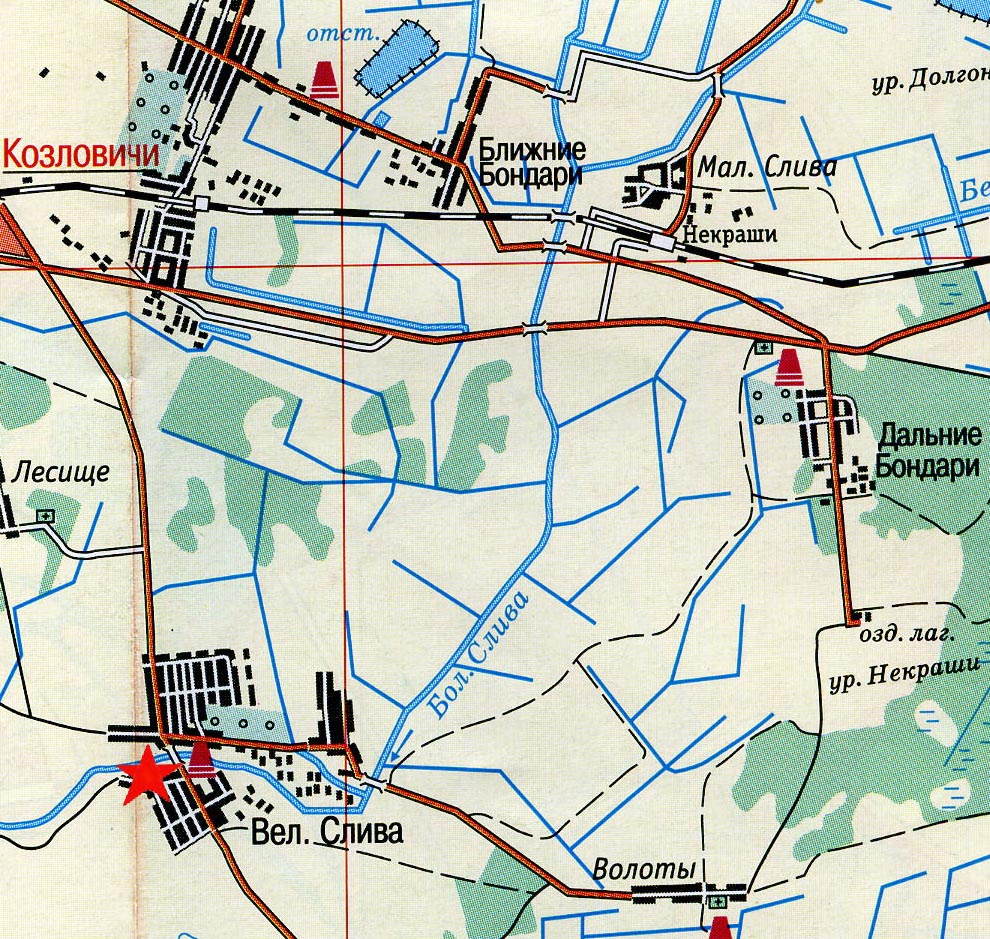 отст.
ур. Долгон
Козловичи
Ближние
Бондари
Мал. Слива
Бе
Некраши
Дальние
Бондари
Лесище
Бол. Слива
озд. лаг.
ур. Некраши
Вел. Слива
Волоты